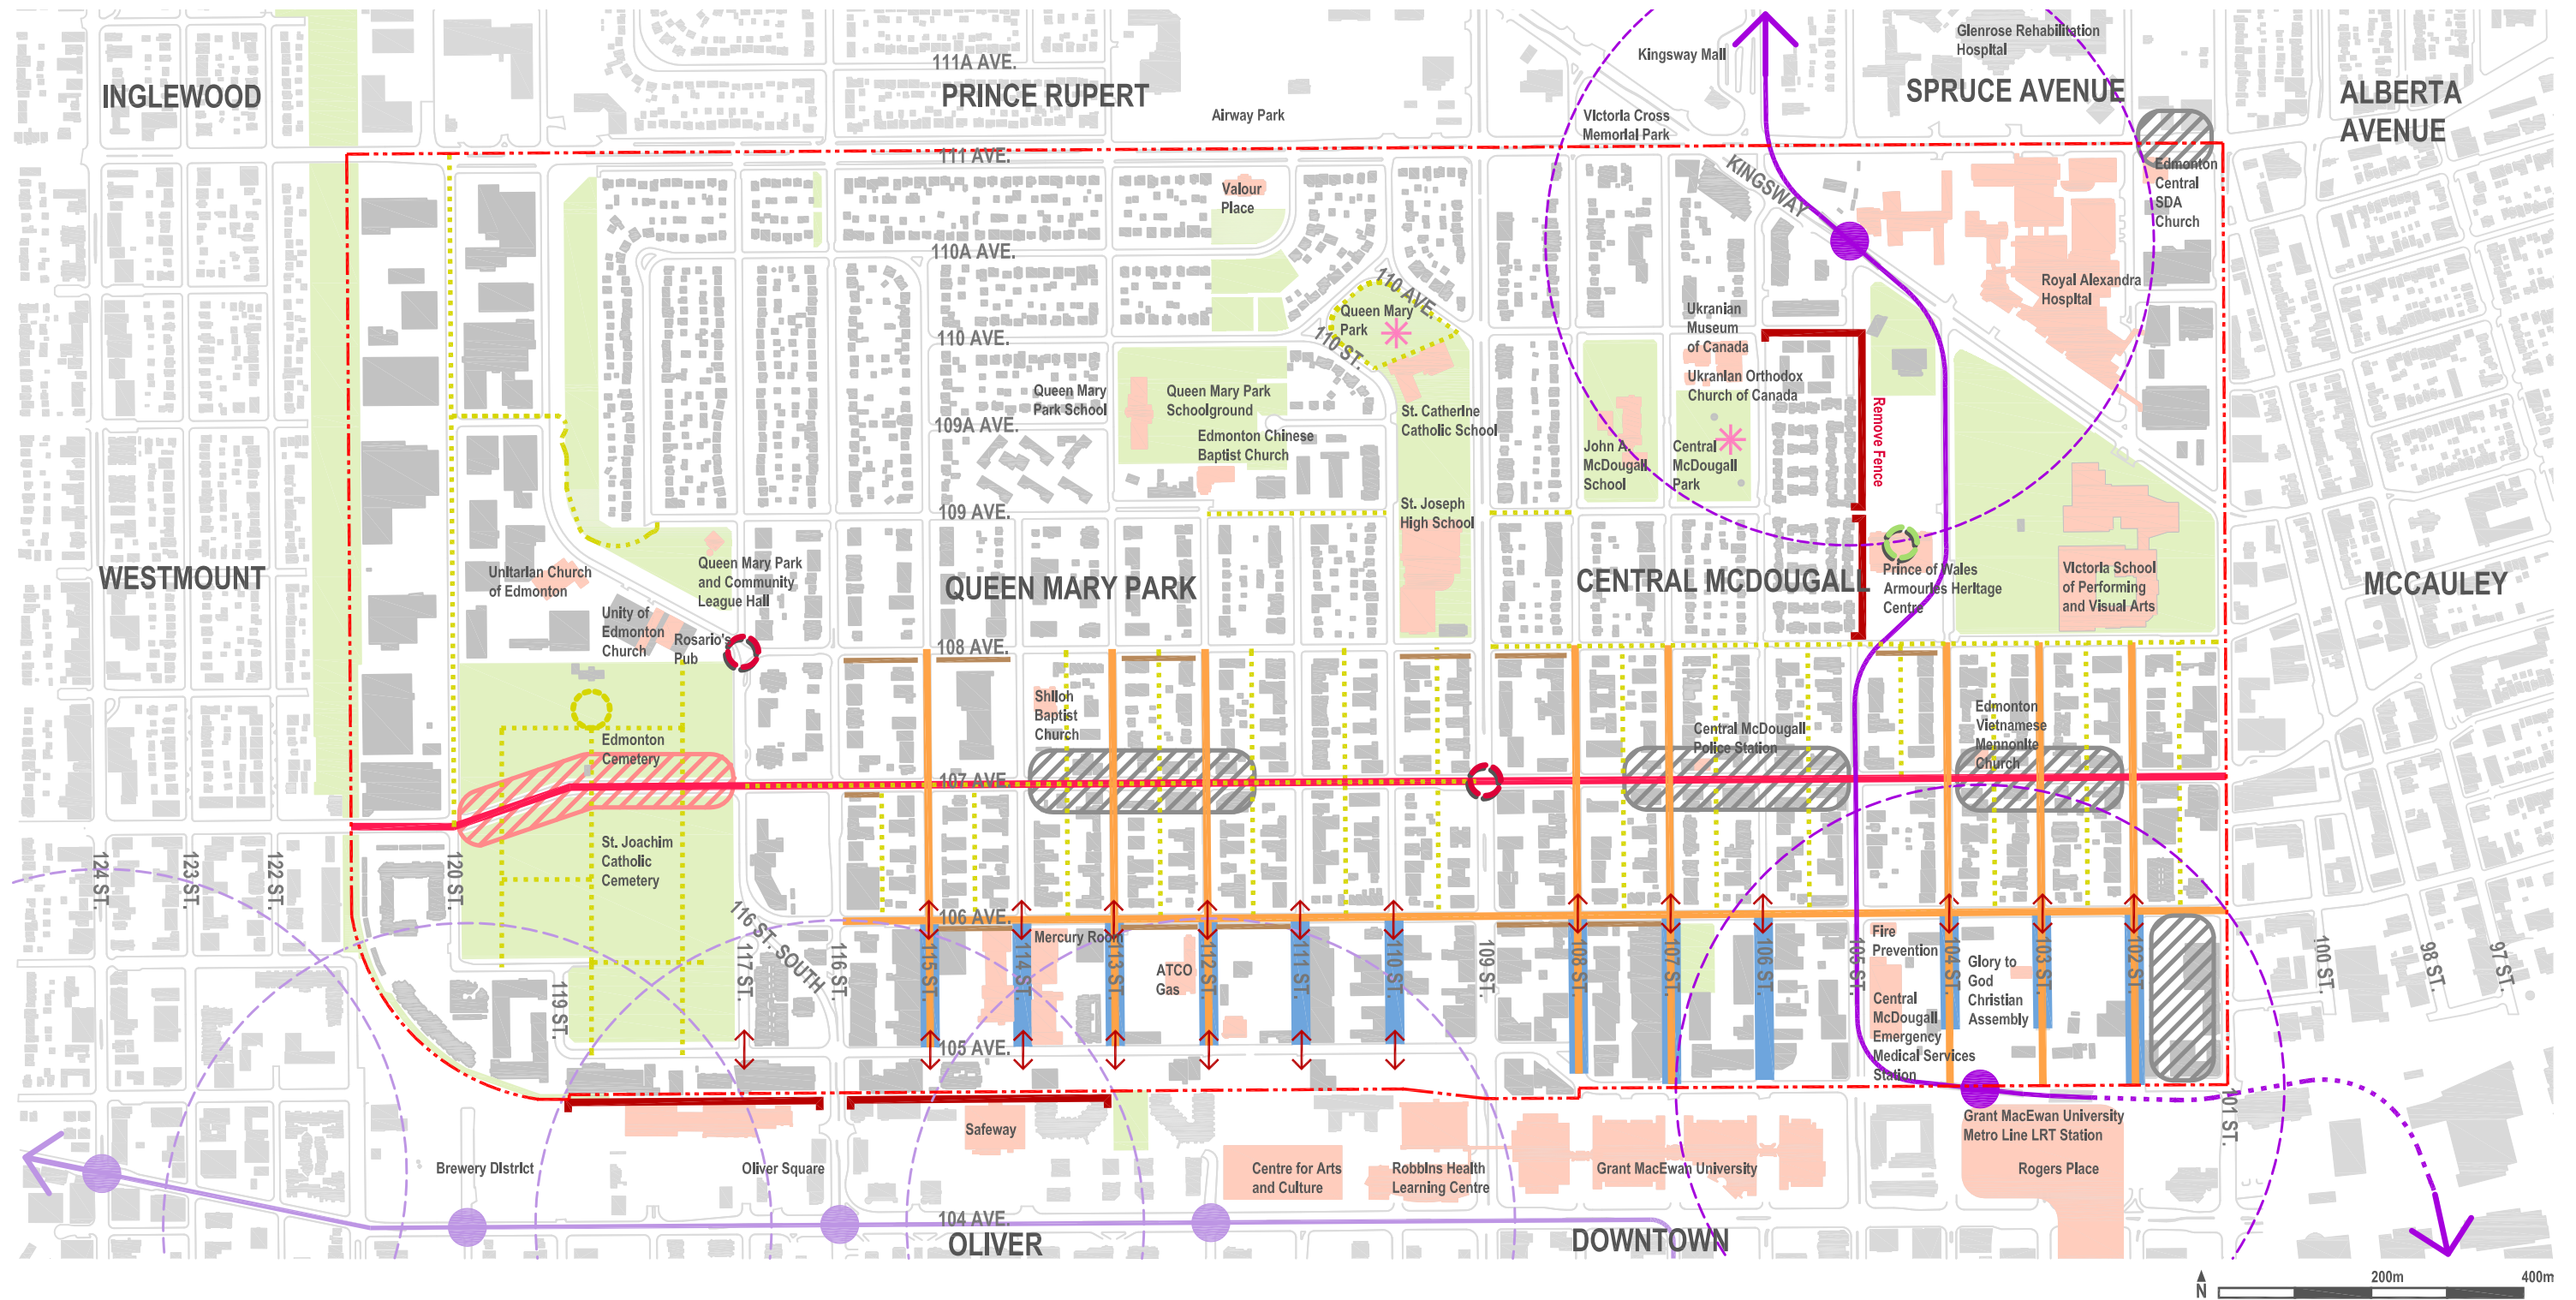 INGLEWOOD
PRINCE RUPERT
111A AVE.
Airway Park
Kingsway Mall
Victoria Cross
Memorial Park
Glenrose Rehabilitation
Hospital
SPRUCE AVENUE
ALBERTA
AVENUE
111 AVE.
KINGSWAY
Edmonton
Central
SDA
Church
Valour
Place
110A AVE.
Royal Alexandra
Hospital
110 AVE.
Queen Mary
Park
110 ST.
110 AVE.
Ukranian
Museum
of Canada
Ukranian Orthodox
Church of Canada
Queen Mary
Park School
Queen Mary Park
Schoolground
109A AVE.
Edmonton Chinese
Baptist Church
St. Catherine
Catholic School
John A.
McDougall
School
Central
McDougall
Park
Remove Fence
109 AVE.
St. Joseph
High School
WESTMOUNT
Unitarian Church
of Edmonton
Queen Mary Park
and Community
League Hall
QUEEN MARY PARK
CENTRAL MCDOUGALL
Prince of Wales
Armouries Heritage
Centre
Victoria School
of Performing
and Visual Arts
MCCAULEY
Unity of
Edmonton
Church
Rosario's
Pub
108 AVE.
Shiloh
Baptist
Church
Edmonton
Cemetery
Central McDougall
Police Station
Edmonton
Vietnamese
Mennonite
Church
107 AVE.
St. Joachim
Catholic
Cemetery
124 ST.
123 ST.
122 ST.
120 ST.
119 ST.
116 ST. SOUTH
117 ST.
116 ST.
106 AVE.
Mercury Room
115 ST.
114 ST.
113 ST.
112 ST.
111 ST.
110 ST.
109 ST.
108 ST.
107 ST.
106 ST.
105 ST.
104 ST.
103 ST.
102 ST.
100 ST.
98 ST.
97 ST.
ATCO
Gas
Fire
Prevention
Glory to
God
Christian
Assembly
Central
McDougall
Emergency
Medical Services
Station
105 AVE.
101 ST.
Safeway
Grant MacEwan University
Metro Line LRT Station
Brewery District
Oliver Square
Centre for Arts
and Culture
Robbins Health
Learning Centre
Grant MacEwan University
Rogers Place
104 AVE.
OLIVER
DOWNTOWN
N
200m
400m